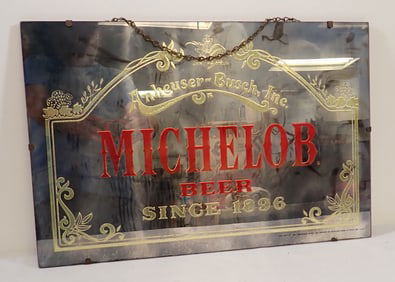 Anheuser-Busch, Inc.
MICHELOB
BEER
SINCE 1896